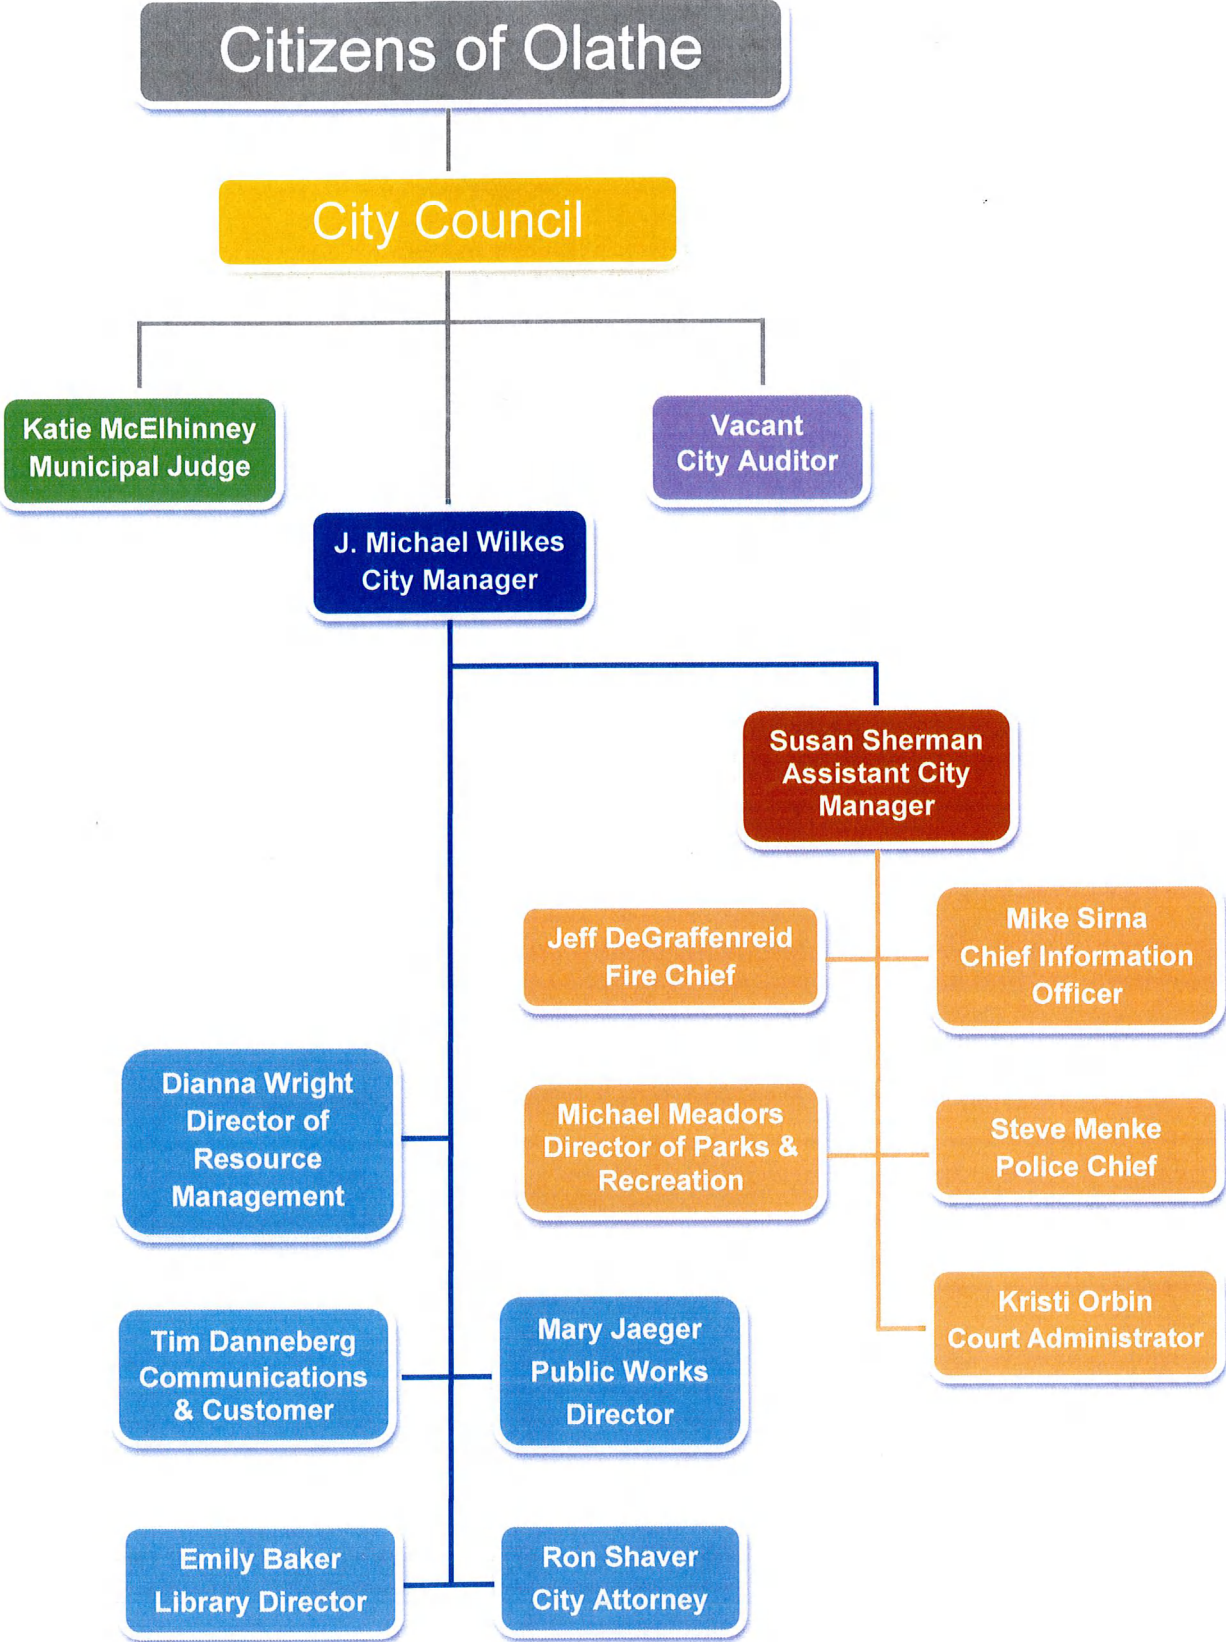 Citizens of Olathe
City Council
Katie McElhinney
Municipal Judge
Vacant
City Auditor
J. Michael Wilkes
City Manager
Susan Sherman
Assistant City
Manager
Jeff DeGraffenreid
Fire Chief
Mike Sirna
Chief Information
Officer
Dianna Wright
Director of
Resource
Management
Michael Meadors
Director of Parks &
Recreation
Steve Menke
Police Chief
Kristi Orbin
Court Administrator
Tim Danneberg
Communications
& Customer
Mary Jaeger
Public Works
Director
Emily Baker
Library Director
Ron Shaver
City Attorney